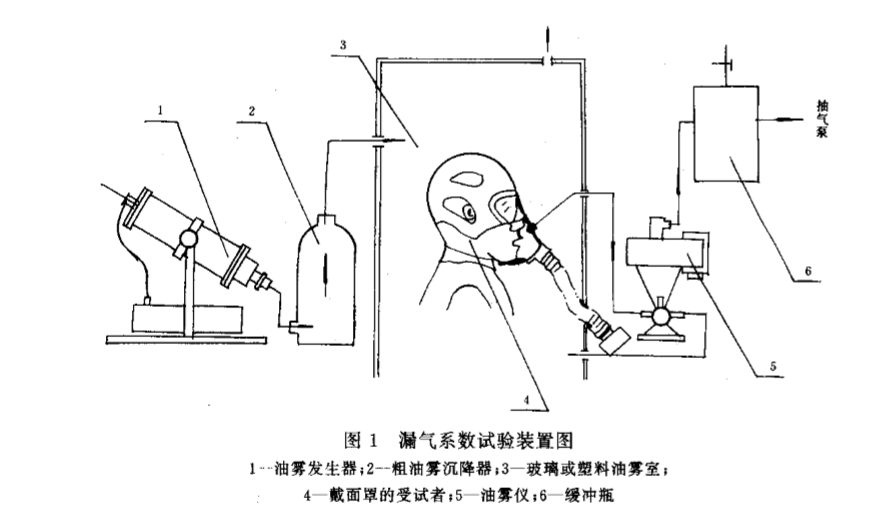 3
1
2
抽气泵
6
5
4
图 1 漏气系数试验装置图
1—油雾发生器;2—粗油雾沉降器;3—玻璃或塑料油雾室;
4—戴面罩的受试者;5—油雾仪;6—缓冲瓶